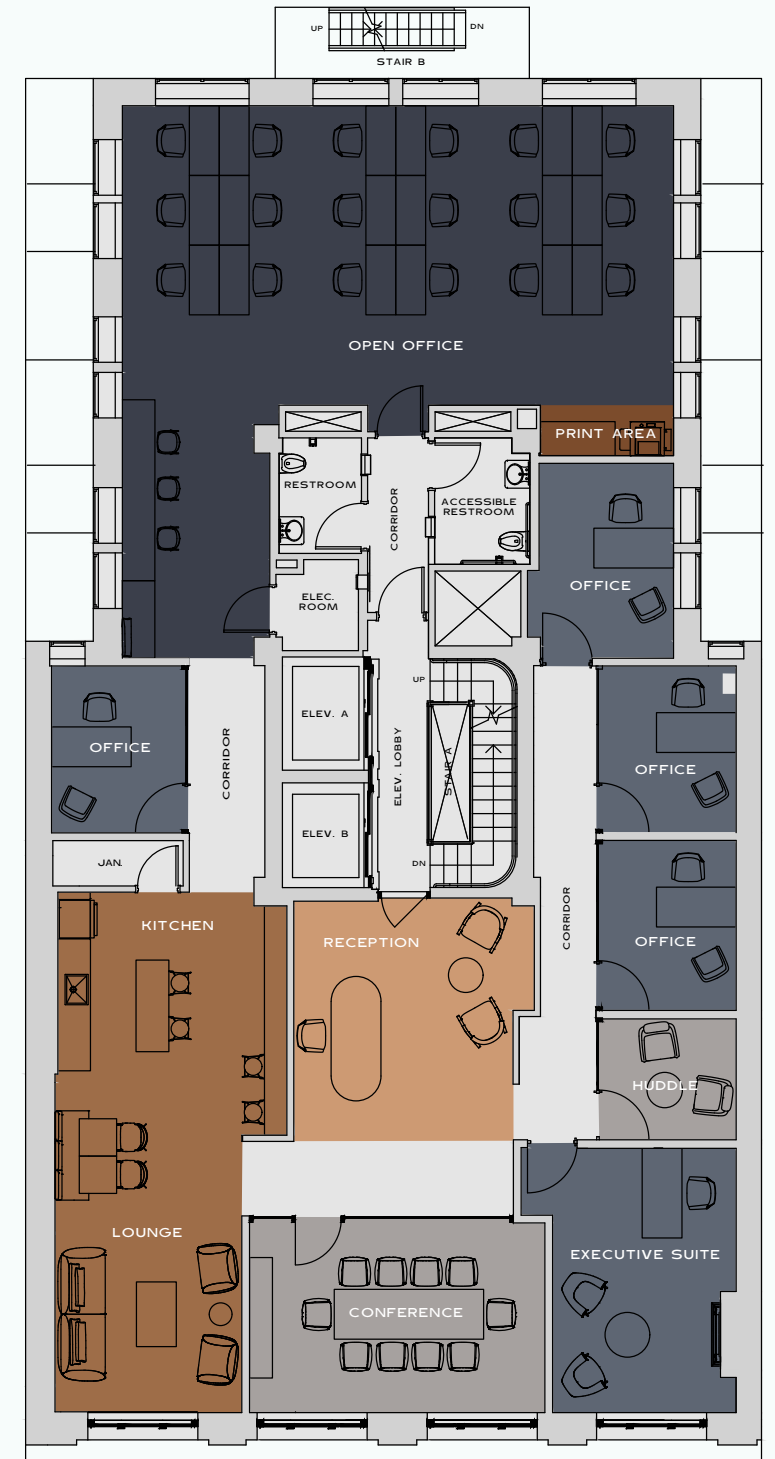 UP
DN
STAIR B
OPEN OFFICE
PRINT AREA
RESTROOM
CORRIDOR
ACCESSIBLE
RESTROOM
ELEC.
ROOM
OFFICE
UP
ELEV. A
ELEV. LOBBY
STAIR A
OFFICE
CORRIDOR
OFFICE
ELEV. B
JAN.
DN
KITCHEN
RECEPTION
CORRIDOR
OFFICE
HUDDLE
LOUNGE
EXECUTIVE SUITE
CONFERENCE